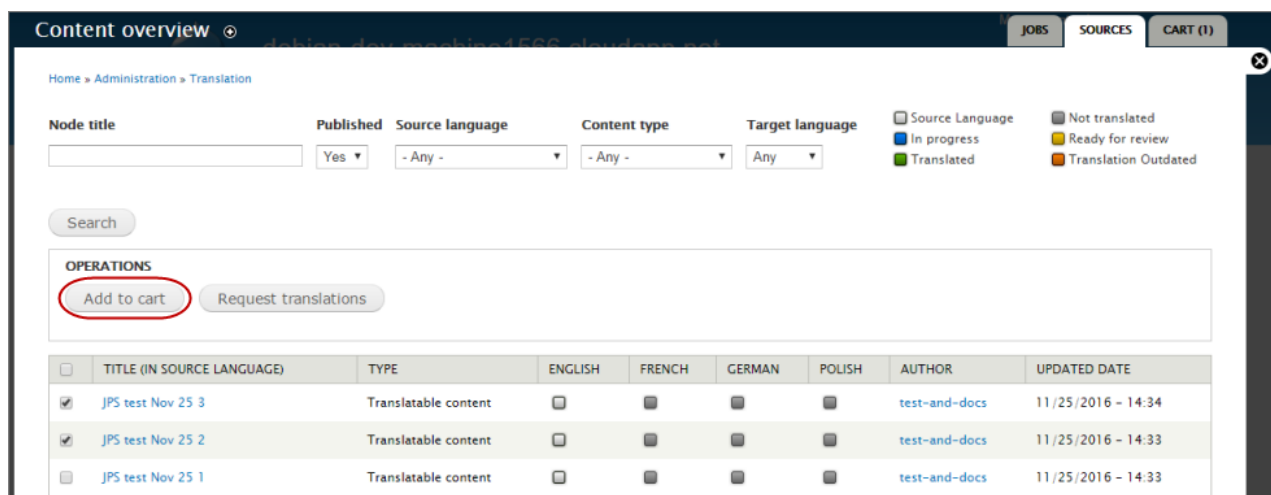 Content overview
JOBS SOURCES CART (1)
Home » Administration » Translation
Node title Published Source language Content type Target language
Yes - Any - - Any - Any
Source Language Not translated
In progress Ready for review
Translated Translation Outdated
Search
OPERATIONS
Add to cart Request translations
TITLE (IN SOURCE LANGUAGE) TYPE ENGLISH FRENCH GERMAN POLISH AUTHOR UPDATED DATE
JPS test Nov 25 3 Translatable content test-and-docs 11/25/2016 - 14:34
JPS test Nov 25 2 Translatable content test-and-docs 11/25/2016 - 14:33
JPS test Nov 25 1 Translatable content test-and-docs 11/25/2016 - 14:33